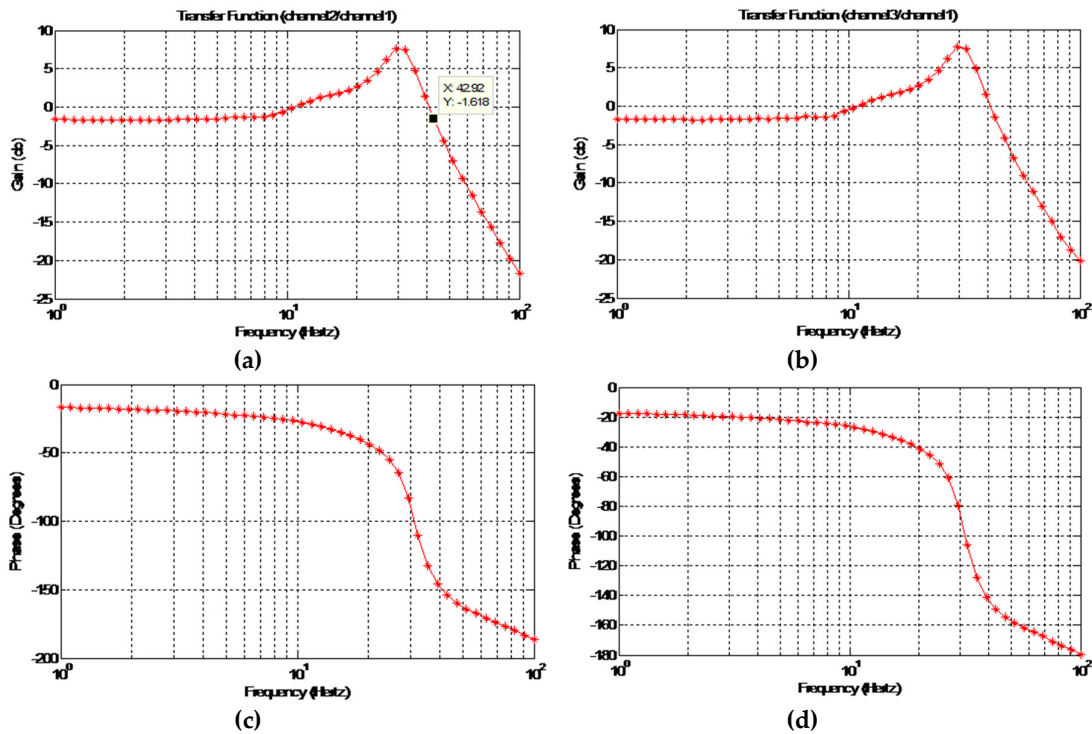 Transfer Function (channel2/channel1)
10
5
0
-5
-10
-15
-20
-25
Gain (db)
X: 42.92
Y: -1.618
10^0
10^1
10^2
Frequency (Hertz)
(a)
Transfer Function (channel3/channel1)
10
5
0
-5
-10
-15
-20
-25
Gain (db)
10^0
10^1
10^2
Frequency (Hertz)
(b)
0
-50
-100
-150
-200
Phase (Degrees)
10^0
10^1
10^2
Frequency (Hertz)
(c)
0
-20
-40
-60
-80
-100
-120
-140
-160
-180
Phase (Degrees)
10^0
10^1
10^2
Frequency (Hertz)
(d)